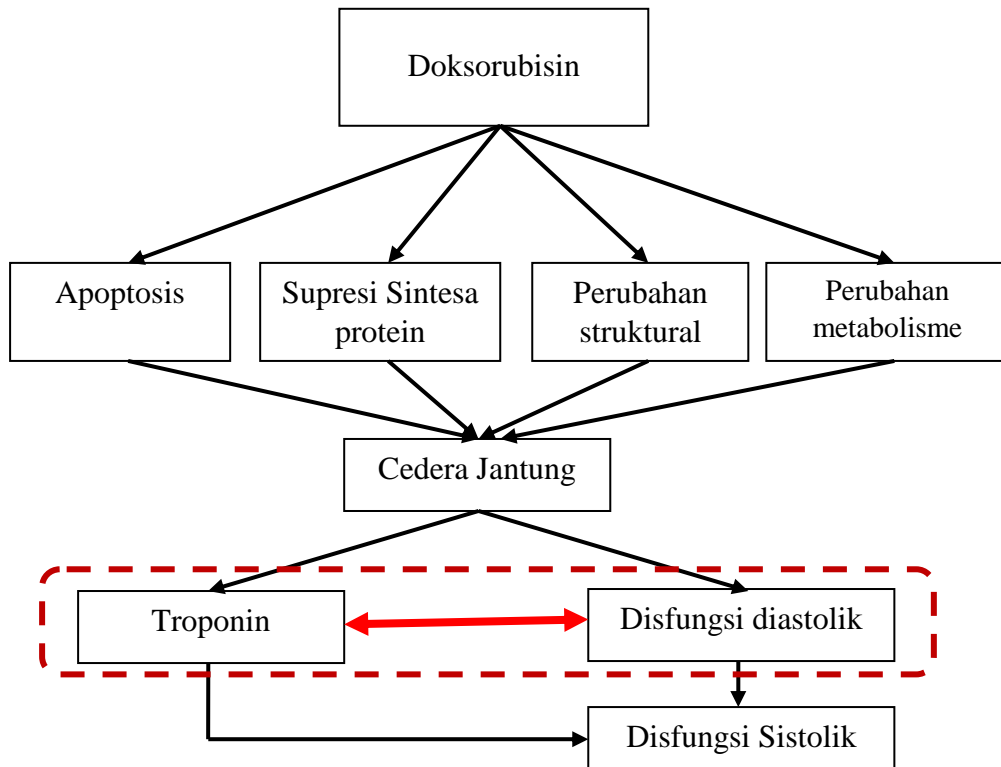 Doksorubisin
Apoptosis
Supresi Sintesa
protein
Perubahan
struktural
Perubahan
metabolisme
Cedera Jantung
Troponin
Disfungsi diastolik
Disfungsi Sistolik